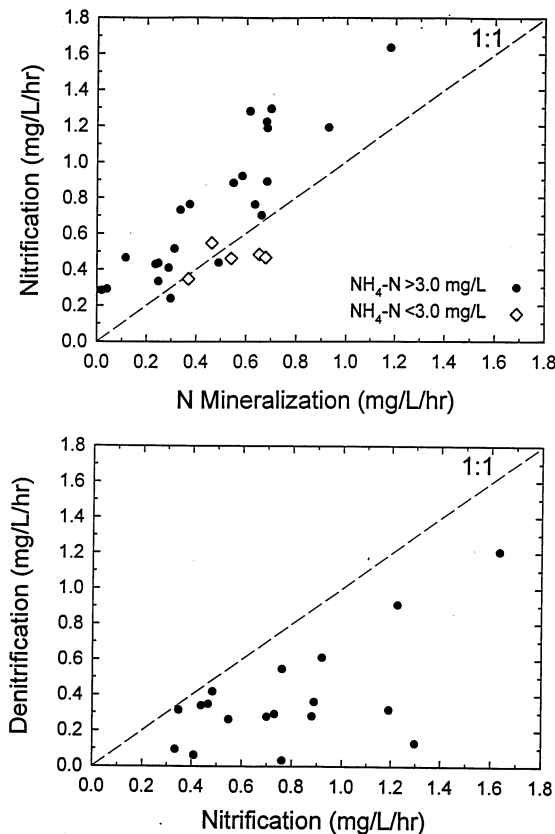 1.8
1.6
1.4
1.2
1.0
0.8
0.6
0.4
0.2
0.0
Nitrification (mg/L/hr)
1:1
NH₄-N >3.0 mg/L
NH₄-N <3.0 mg/L
0.0 0.2 0.4 0.6 0.8 1.0 1.2 1.4 1.6 1.8
N Mineralization (mg/L/hr)
1.8
1.6
1.4
1.2
1.0
0.8
0.6
0.4
0.2
0.0
Denitrification (mg/L/hr)
1:1
0.0 0.2 0.4 0.6 0.8 1.0 1.2 1.4 1.6 1.8
Nitrification (mg/L/hr)